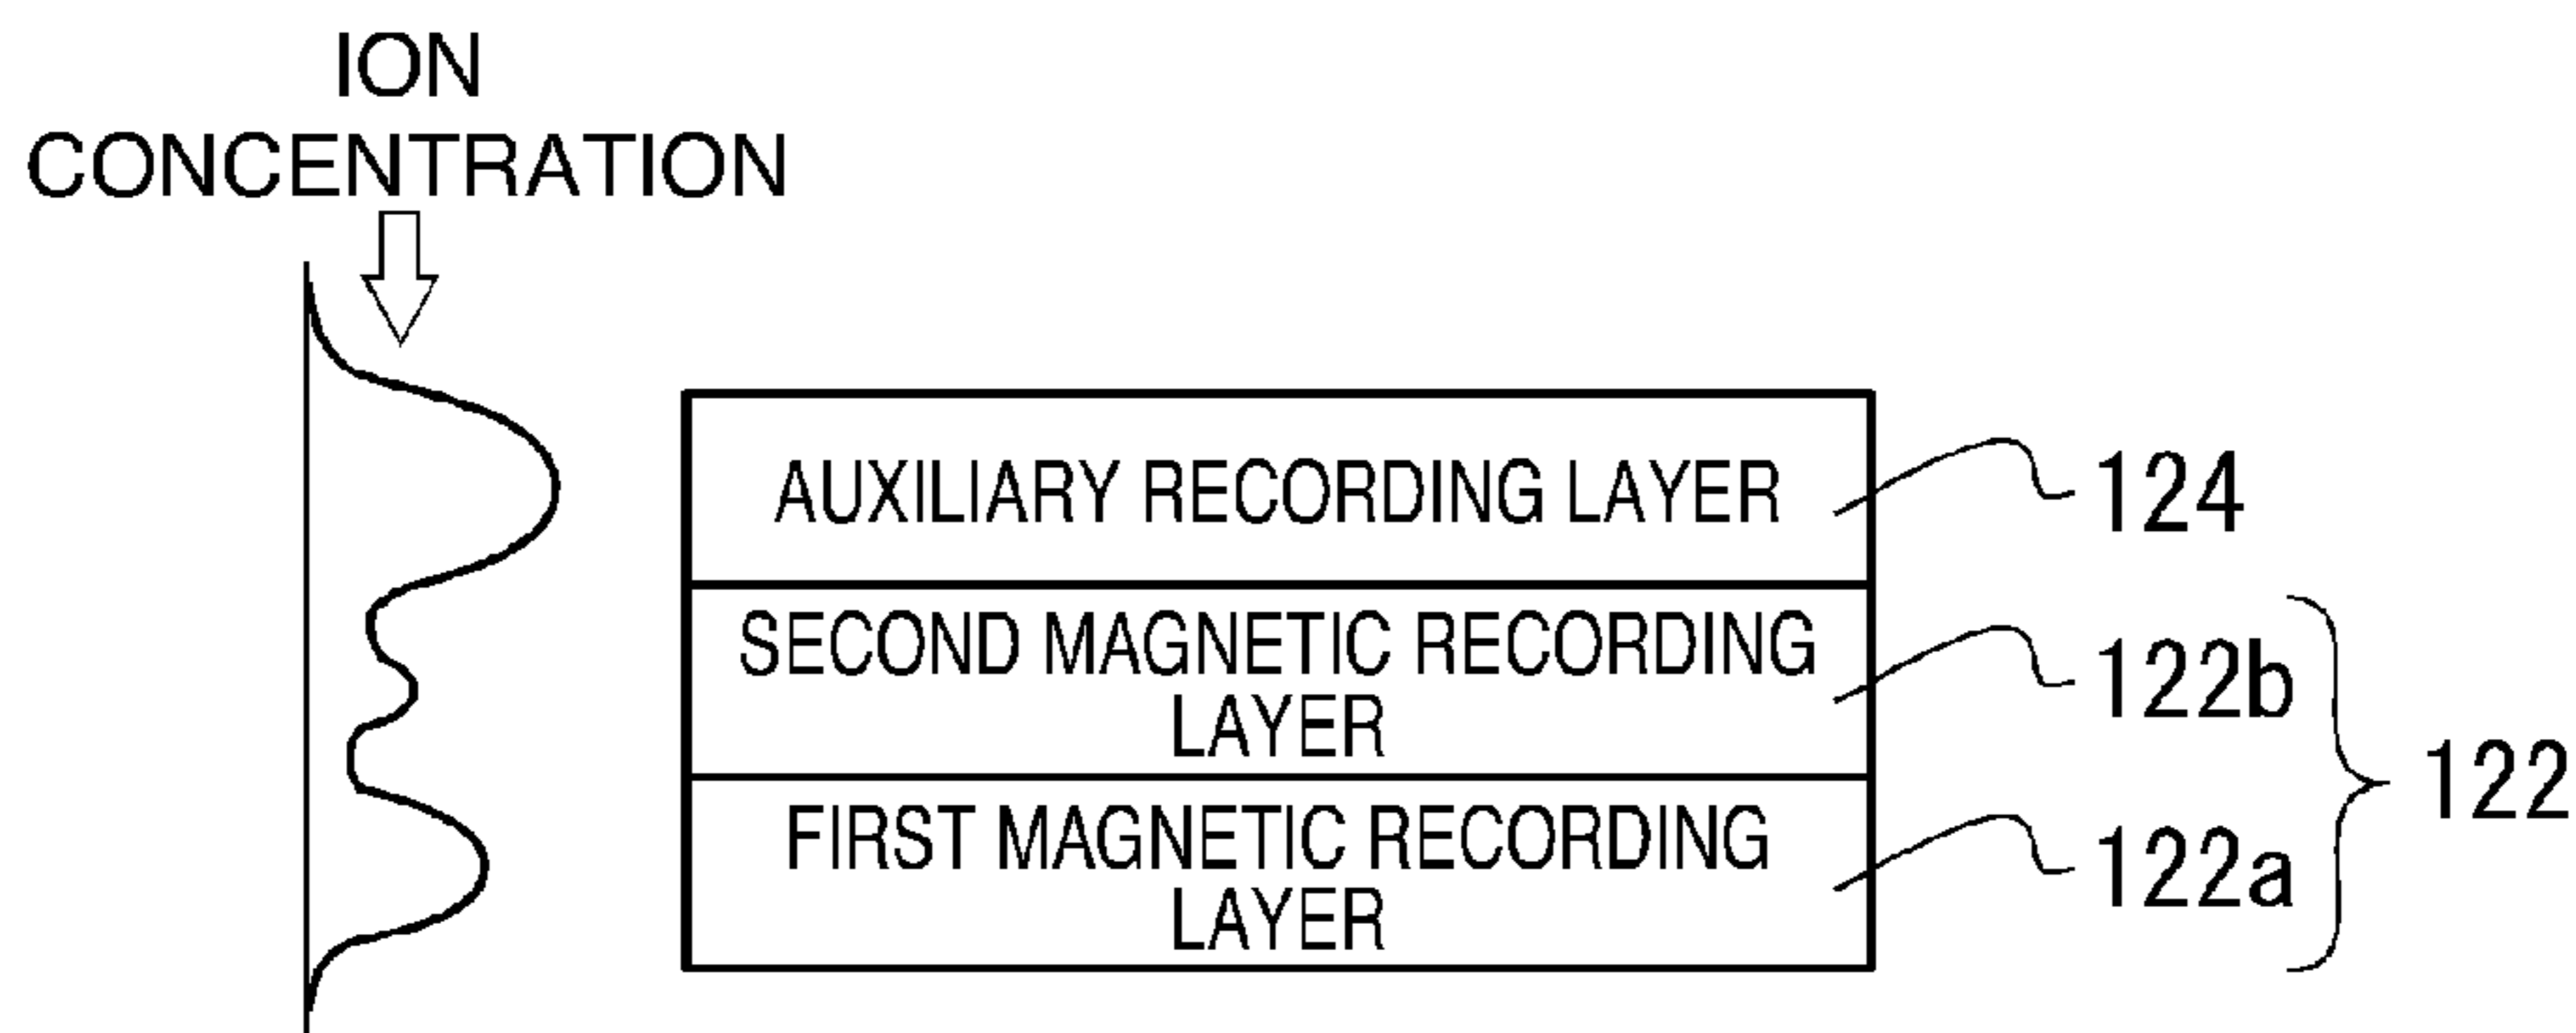 ION
CONCENTRATION
AUXILIARY RECORDING LAYER
124
SECOND MAGNETIC RECORDING
LAYER
122b
122
FIRST MAGNETIC RECORDING
LAYER
122a